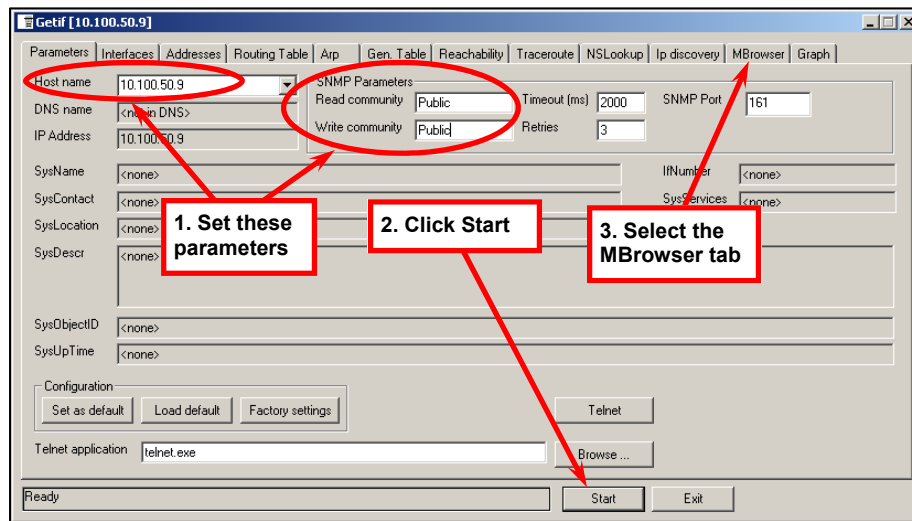 Getif [10.100.50.9]
Parameters Interfaces Addresses Routing Table Arp Gen. Table Reachability Traceroute NSLookup Ip discovery MBrowser Graph
Host name 10.100.50.9
SNMP Parameters
Read community Public Timeout (ms) 2000 SNMP Port 161
DNS name <not in DNS>
Write community Public Retries 3
IP Address 10.100.50.9
SysName <none> IfNumber <none>
SysContact <none> SysServices <none>
SysLocation <none>
SysDescr <none>
1. Set these
parameters
2. Click Start
3. Select the
MBrowser tab
SysObjectID <none>
SysUpTime <none>
Configuration
Set as default Load default Factory settings Telnet
Telnet application telnet.exe Browse ...
Ready Start Exit